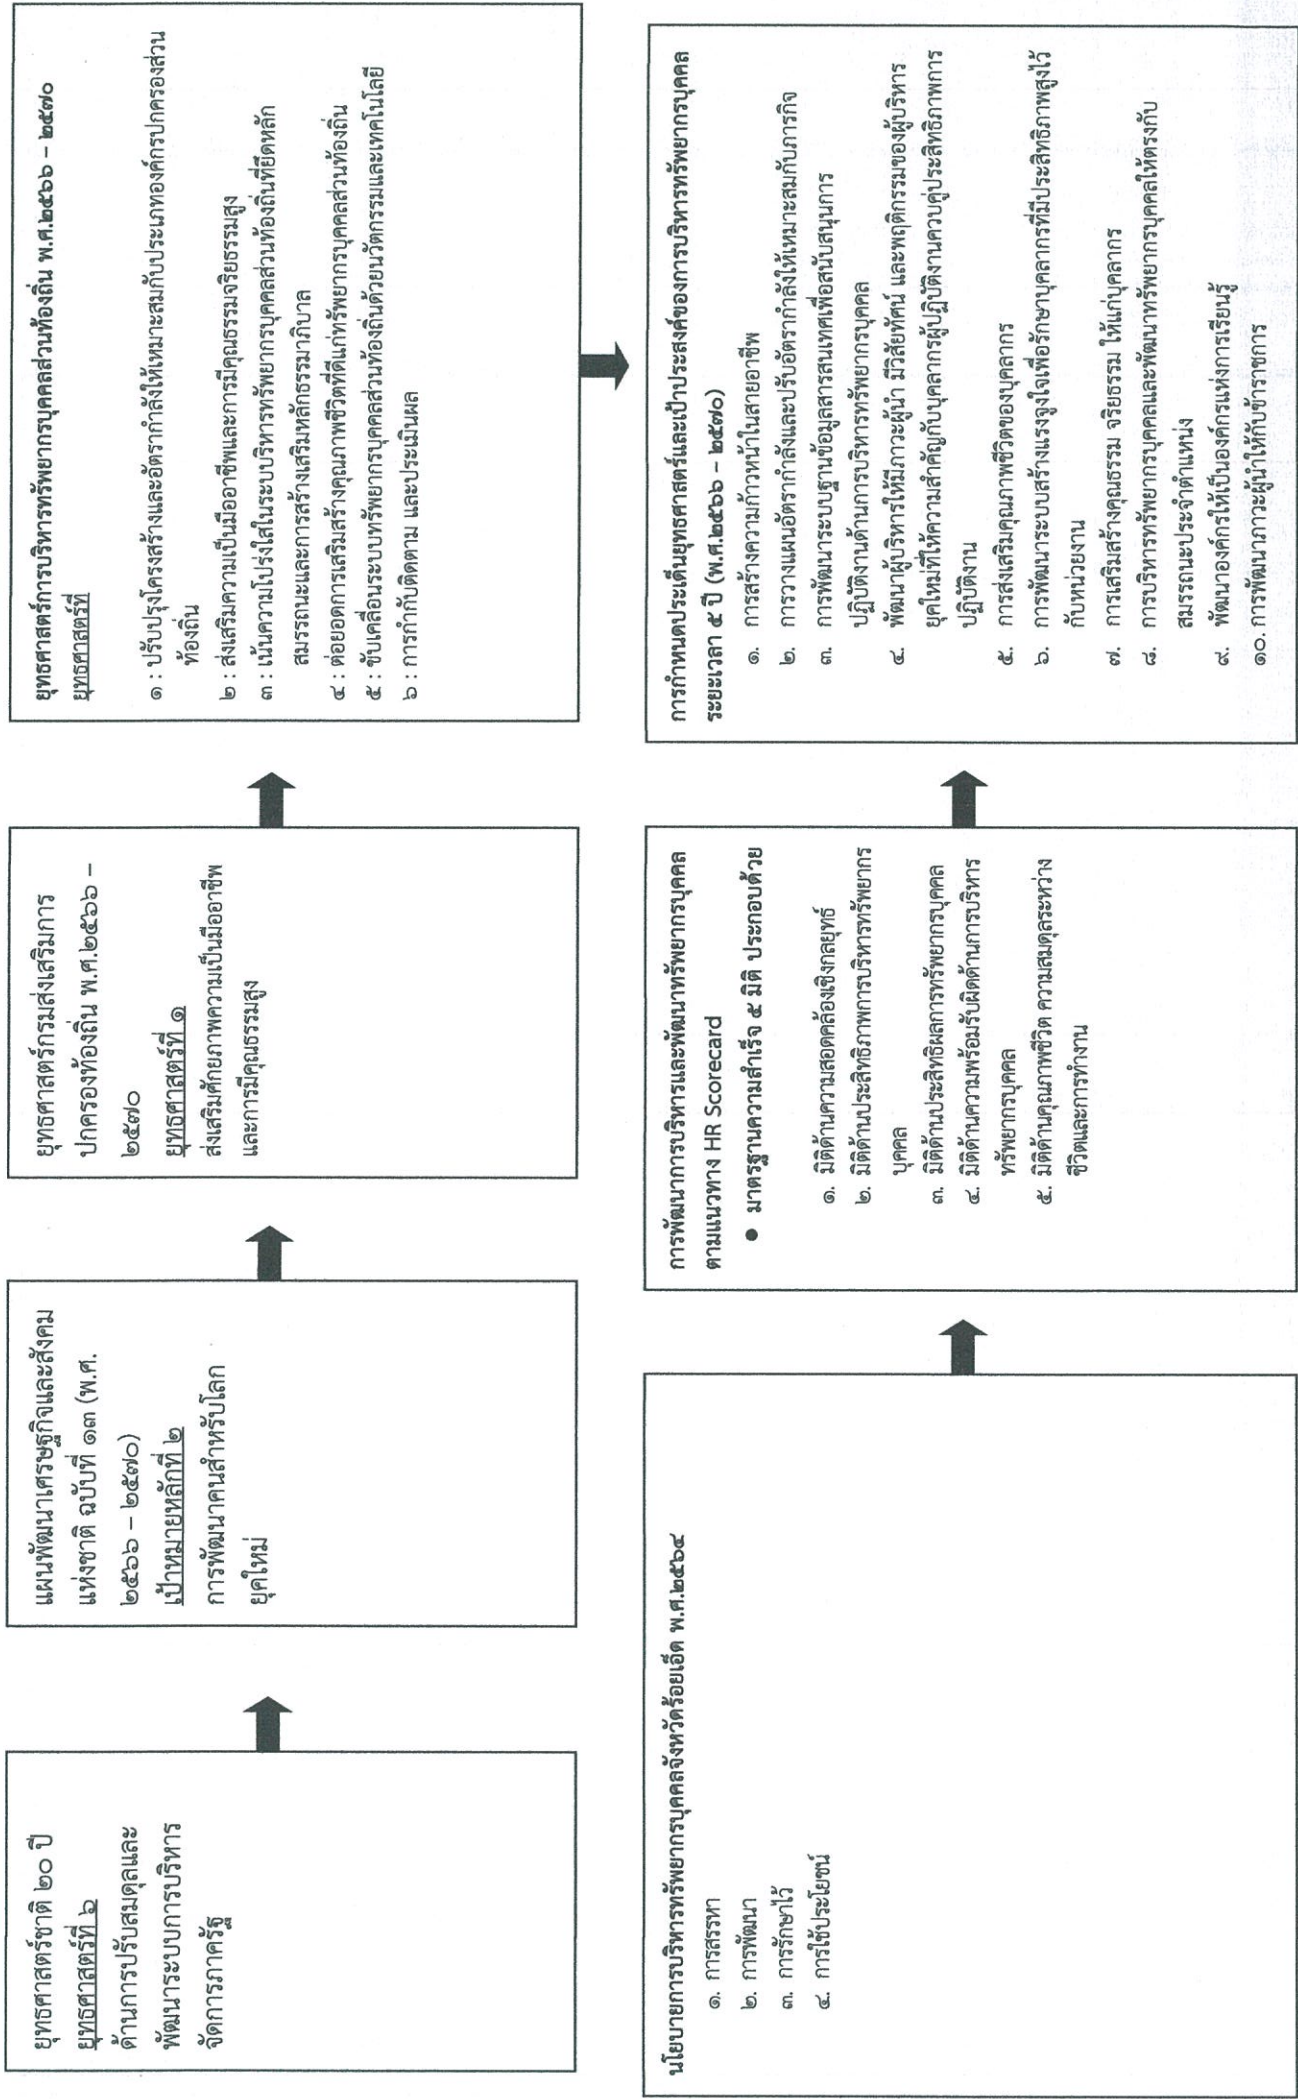 ยุทธศาสตร์ชาติ ๒๐ ปี
ยุทธศาสตร์ที่ ๖
ด้านการปรับสมดุลและ
พัฒนาระบบการบริหาร
จัดการภาครัฐ
แผนพัฒนาเศรษฐกิจและสังคม
แห่งชาติ ฉบับที่ ๑๓ (พ.ศ.
๒๕๖๖ – ๒๕๗๐)
เป้าหมายหลักที่ ๒
การพัฒนาคนสำหรับโลก
ยุคใหม่
ยุทธศาสตร์กรมส่งเสริมการ
ปกครองท้องถิ่น พ.ศ.๒๕๖๖ –
๒๕๗๐
ยุทธศาสตร์ที่ ๑
ส่งเสริมศักยภาพความเป็นมืออาชีพ
และการมีคุณธรรมสูง
ยุทธศาสตร์การบริหารทรัพยากรบุคคลส่วนท้องถิ่น พ.ศ.๒๕๖๖ – ๒๕๗๐
ยุทธศาสตร์ที่
๑ : ปรับปรุงโครงสร้างและอัตรากำลังให้เหมาะสมกับประเภทองค์กรปกครองส่วน
ท้องถิ่น
๒ : ส่งเสริมความเป็นมืออาชีพและการมีคุณธรรมจริยธรรมสูง
๓ : เน้นความโปร่งใสในระบบบริหารทรัพยากรบุคคลส่วนท้องถิ่นที่ยึดหลัก
สมรรถนะและการสร้างเสริมหลักธรรมาภิบาล
๔ : ต่อยอดการเสริมสร้างคุณภาพชีวิตที่ดีแก่ทรัพยากรบุคคลส่วนท้องถิ่น
๕ : ขับเคลื่อนระบบทรัพยากรบุคคลส่วนท้องถิ่นด้วยนวัตกรรมและเทคโนโลยี
๖ : การกำกับติดตาม และประเมินผล
นโยบายการบริหารทรัพยากรบุคคลจังหวัดร้อยเอ็ด พ.ศ.๒๕๖๔
๑. การสรรหา
๒. การพัฒนา
๓. การรักษาไว้
๔. การใช้ประโยชน์
การพัฒนาการบริหารและพัฒนาทรัพยากรบุคคล
ตามแนวทาง HR Scorecard
● มาตรฐานความสำเร็จ ๕ มิติ ประกอบด้วย
๑. มิติด้านความสอดคล้องเชิงกลยุทธ์
๒. มิติด้านประสิทธิภาพการบริหารทรัพยากร
บุคคล
๓. มิติด้านประสิทธิผลการทรัพยากรบุคคล
๔. มิติด้านความพร้อมรับผิดด้านการบริหาร
ทรัพยากรบุคคล
๕. มิติด้านคุณภาพชีวิต ความสมดุลระหว่าง
ชีวิตและการทำงาน
การกำหนดประเด็นยุทธศาสตร์และเป้าประสงค์ของการบริหารทรัพยากรบุคคล
ระยะเวลา ๕ ปี (พ.ศ.๒๕๖๖ – ๒๕๗๐)
๑. การสร้างความก้าวหน้าในสายอาชีพ
๒. การวางแผนอัตรากำลังและปรับอัตรากำลังให้เหมาะสมกับภารกิจ
๓. การพัฒนาระบบฐานข้อมูลสารสนเทศเพื่อสนับสนุนการ
ปฏิบัติงานด้านการบริหารทรัพยากรบุคคล
๔. พัฒนาผู้บริหารให้มีภาวะผู้นำ มีวิสัยทัศน์ และพฤติกรรมของผู้บริหาร
ยุคใหม่ที่ให้ความสำคัญกับบุคลากรผู้ปฏิบัติงานควบคู่ประสิทธิภาพการ
ปฏิบัติงาน
๕. การส่งเสริมคุณภาพชีวิตของบุคลากร
๖. การพัฒนาระบบสร้างแรงจูงใจเพื่อรักษาบุคลากรที่มีประสิทธิภาพสูงไว้
กับหน่วยงาน
๗. การเสริมสร้างคุณธรรม จริยธรรม ให้แก่บุคลากร
๘. การบริหารทรัพยากรบุคคลและพัฒนาทรัพยากรบุคคลให้ตรงกับ
สมรรถนะประจำตำแหน่ง
๙. พัฒนาองค์กรให้เป็นองค์กรแห่งการเรียนรู้
๑๐. การพัฒนาภาวะผู้นำให้กับข้าราชการ